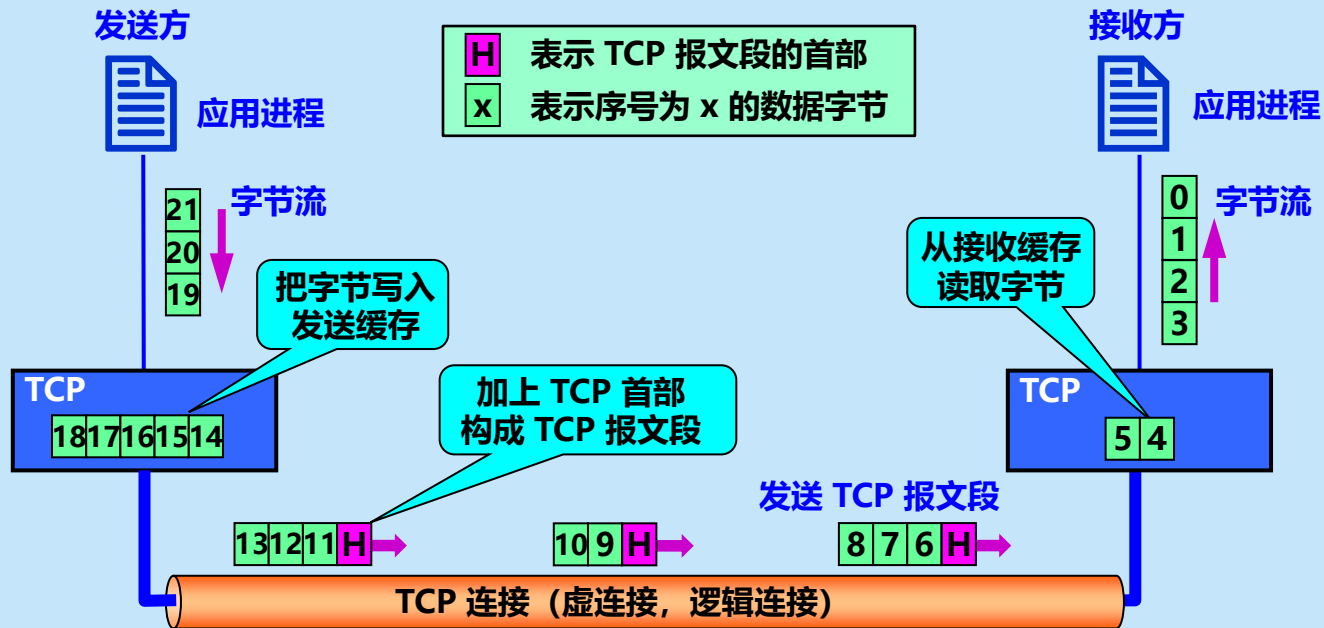 发送方
接收方
H 表示 TCP 报文段的首部
x 表示序号为 x 的数据字节
应用进程
应用进程
21
20
19
字节流
0
1
2
3
字节流
把字节写入
发送缓存
从接收缓存
读取字节
TCP
18 17 16 15 14
加上 TCP 首部
构成 TCP 报文段
TCP
5 4
发送 TCP 报文段
13 12 11 H
10 9 H
8 7 6 H
TCP 连接（虚连接，逻辑连接）